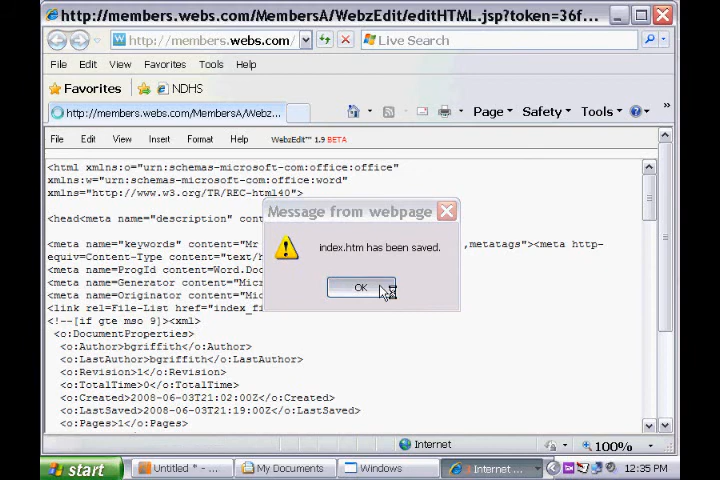 http://members.webs.com/MembersA/WebzEdit/editHTML.jsp?token=36f...
http://members.webs.com/
Live Search
File Edit View Favorites Tools Help
Favorites NDHS
http://members.webs.com/MembersA/Webz... Page Safety Tools »
File Edit View Insert Format Help WebzEdit™ 1.9 BETA
<html xmlns:o="urn:schemas-microsoft-com:office:office"
xmlns:w="urn:schemas-microsoft-com:office:word"
xmlns="http://www.w3.org/TR/REC-html40">
<head><meta name="description" cont
<meta name="keywords" content="Mr ,metatags"><meta http-
equiv=Content-Type content="text/h
<meta name=ProgId content=Word.Doc
<meta name=Generator content="Micr
<meta name=Originator content="Mic
<link rel=File-List href="index_fi
<!--[if gte mso 9]><xml>
<o:DocumentProperties>
<o:Author>bgriffith</o:Author>
<o:LastAuthor>bgriffith</o:LastAuthor>
<o:Revision>1</o:Revision>
<o:TotalTime>0</o:TotalTime>
<o:Created>2008-06-03T21:02:00Z</o:Created>
<o:LastSaved>2008-06-03T21:19:00Z</o:LastSaved>
<o:Pages>1</o:Pages>
Message from webpage
index.htm has been saved.
OK
Internet 100%
start Untitled * - ... My Documents Windows 3 Internet ... 12:35 PM